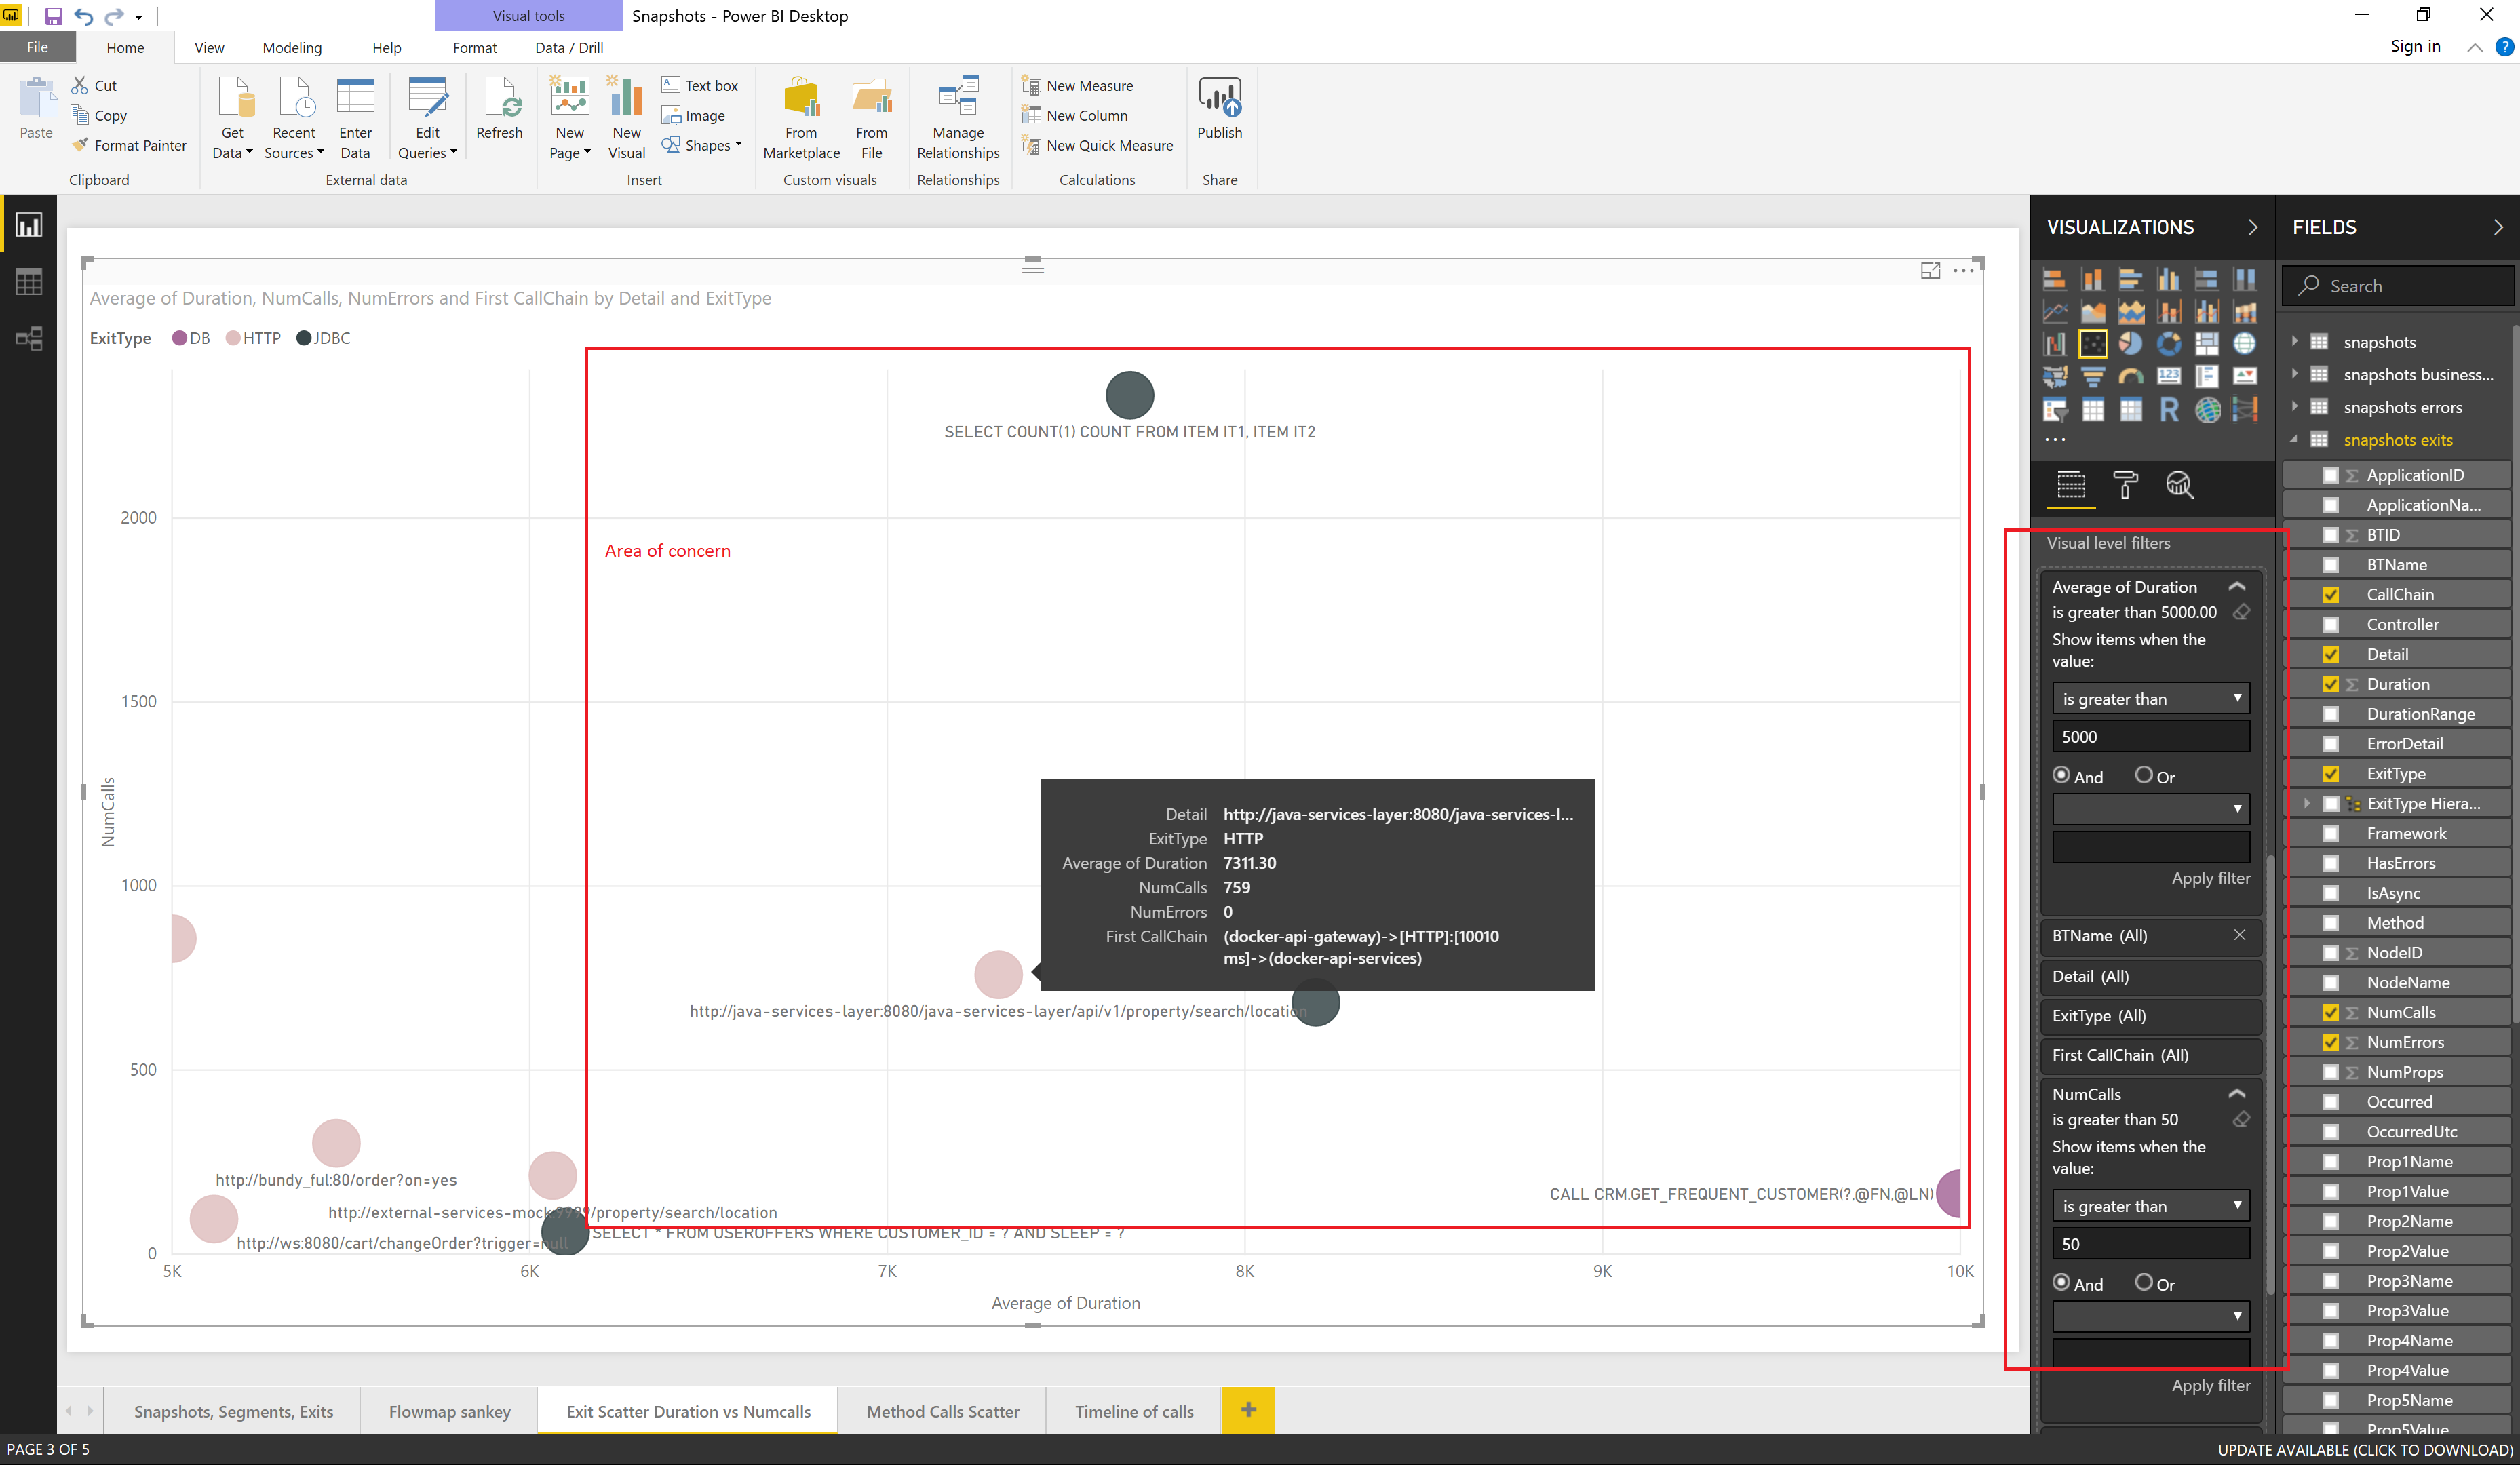 Visual tools
Snapshots - Power BI Desktop
File
Home
View
Modeling
Help
Format
Data / Drill
Sign in
?
Paste
Cut
Copy
Format Painter
Clipboard
Get Data
Recent Sources
Enter Data
Edit Queries
Refresh
External data
New Page
New Visual
Text box
Image
Shapes
Insert
From Marketplace
From File
Custom visuals
Manage Relationships
Relationships
New Measure
New Column
New Quick Measure
Calculations
Publish
Share
Average of Duration, NumCalls, NumErrors and First CallChain by Detail and ExitType
ExitType DB HTTP JDBC
SELECT COUNT(1) COUNT FROM ITEM IT1, ITEM IT2
Area of concern
2000
1500
1000
500
0
NumCalls
Detail http://java-services-layer:8080/java-services-l...
ExitType HTTP
Average of Duration 7311.30
NumCalls 759
NumErrors 0
First CallChain (docker-api-gateway)->[HTTP]:[10010
ms]->(docker-api-services)
http://java-services-layer:8080/java-services-layer/api/v1/property/search/location
http://bundy_ful:80/order?on=yes
CALL CRM.GET_FREQUENT_CUSTOMER(?,@FN,@LN)
http://external-services-mock:9999/property/search/location
SELECT * FROM USEROFFERS WHERE CUSTOMER_ID = ? AND SLEEP = ?
http://ws:8080/cart/changeOrder?trigger=null
5K
6K
7K
8K
9K
10K
Average of Duration
VISUALIZATIONS
123
R
Visual level filters
Average of Duration
is greater than 5000.00
Show items when the
value:
is greater than
5000
And Or
Apply filter
BTName (All)
Detail (All)
ExitType (All)
First CallChain (All)
NumCalls
is greater than 50
Show items when the
value:
is greater than
50
And Or
Apply filter
FIELDS
Search
snapshots
snapshots business...
snapshots errors
snapshots exits
ApplicationID
ApplicationNa...
BTID
BTName
CallChain
Controller
Detail
Duration
DurationRange
ErrorDetail
ExitType
ExitType Hiera...
Framework
HasErrors
IsAsync
Method
NodeID
NodeName
NumCalls
NumErrors
NumProps
Occurred
OccurredUtc
Prop1Name
Prop1Value
Prop2Name
Prop2Value
Prop3Name
Prop3Value
Prop4Name
Prop4Value
Prop5Name
Prop5Value
Snapshots, Segments, Exits
Flowmap sankey
Exit Scatter Duration vs Numcalls
Method Calls Scatter
Timeline of calls
PAGE 3 OF 5
UPDATE AVAILABLE (CLICK TO DOWNLOAD)